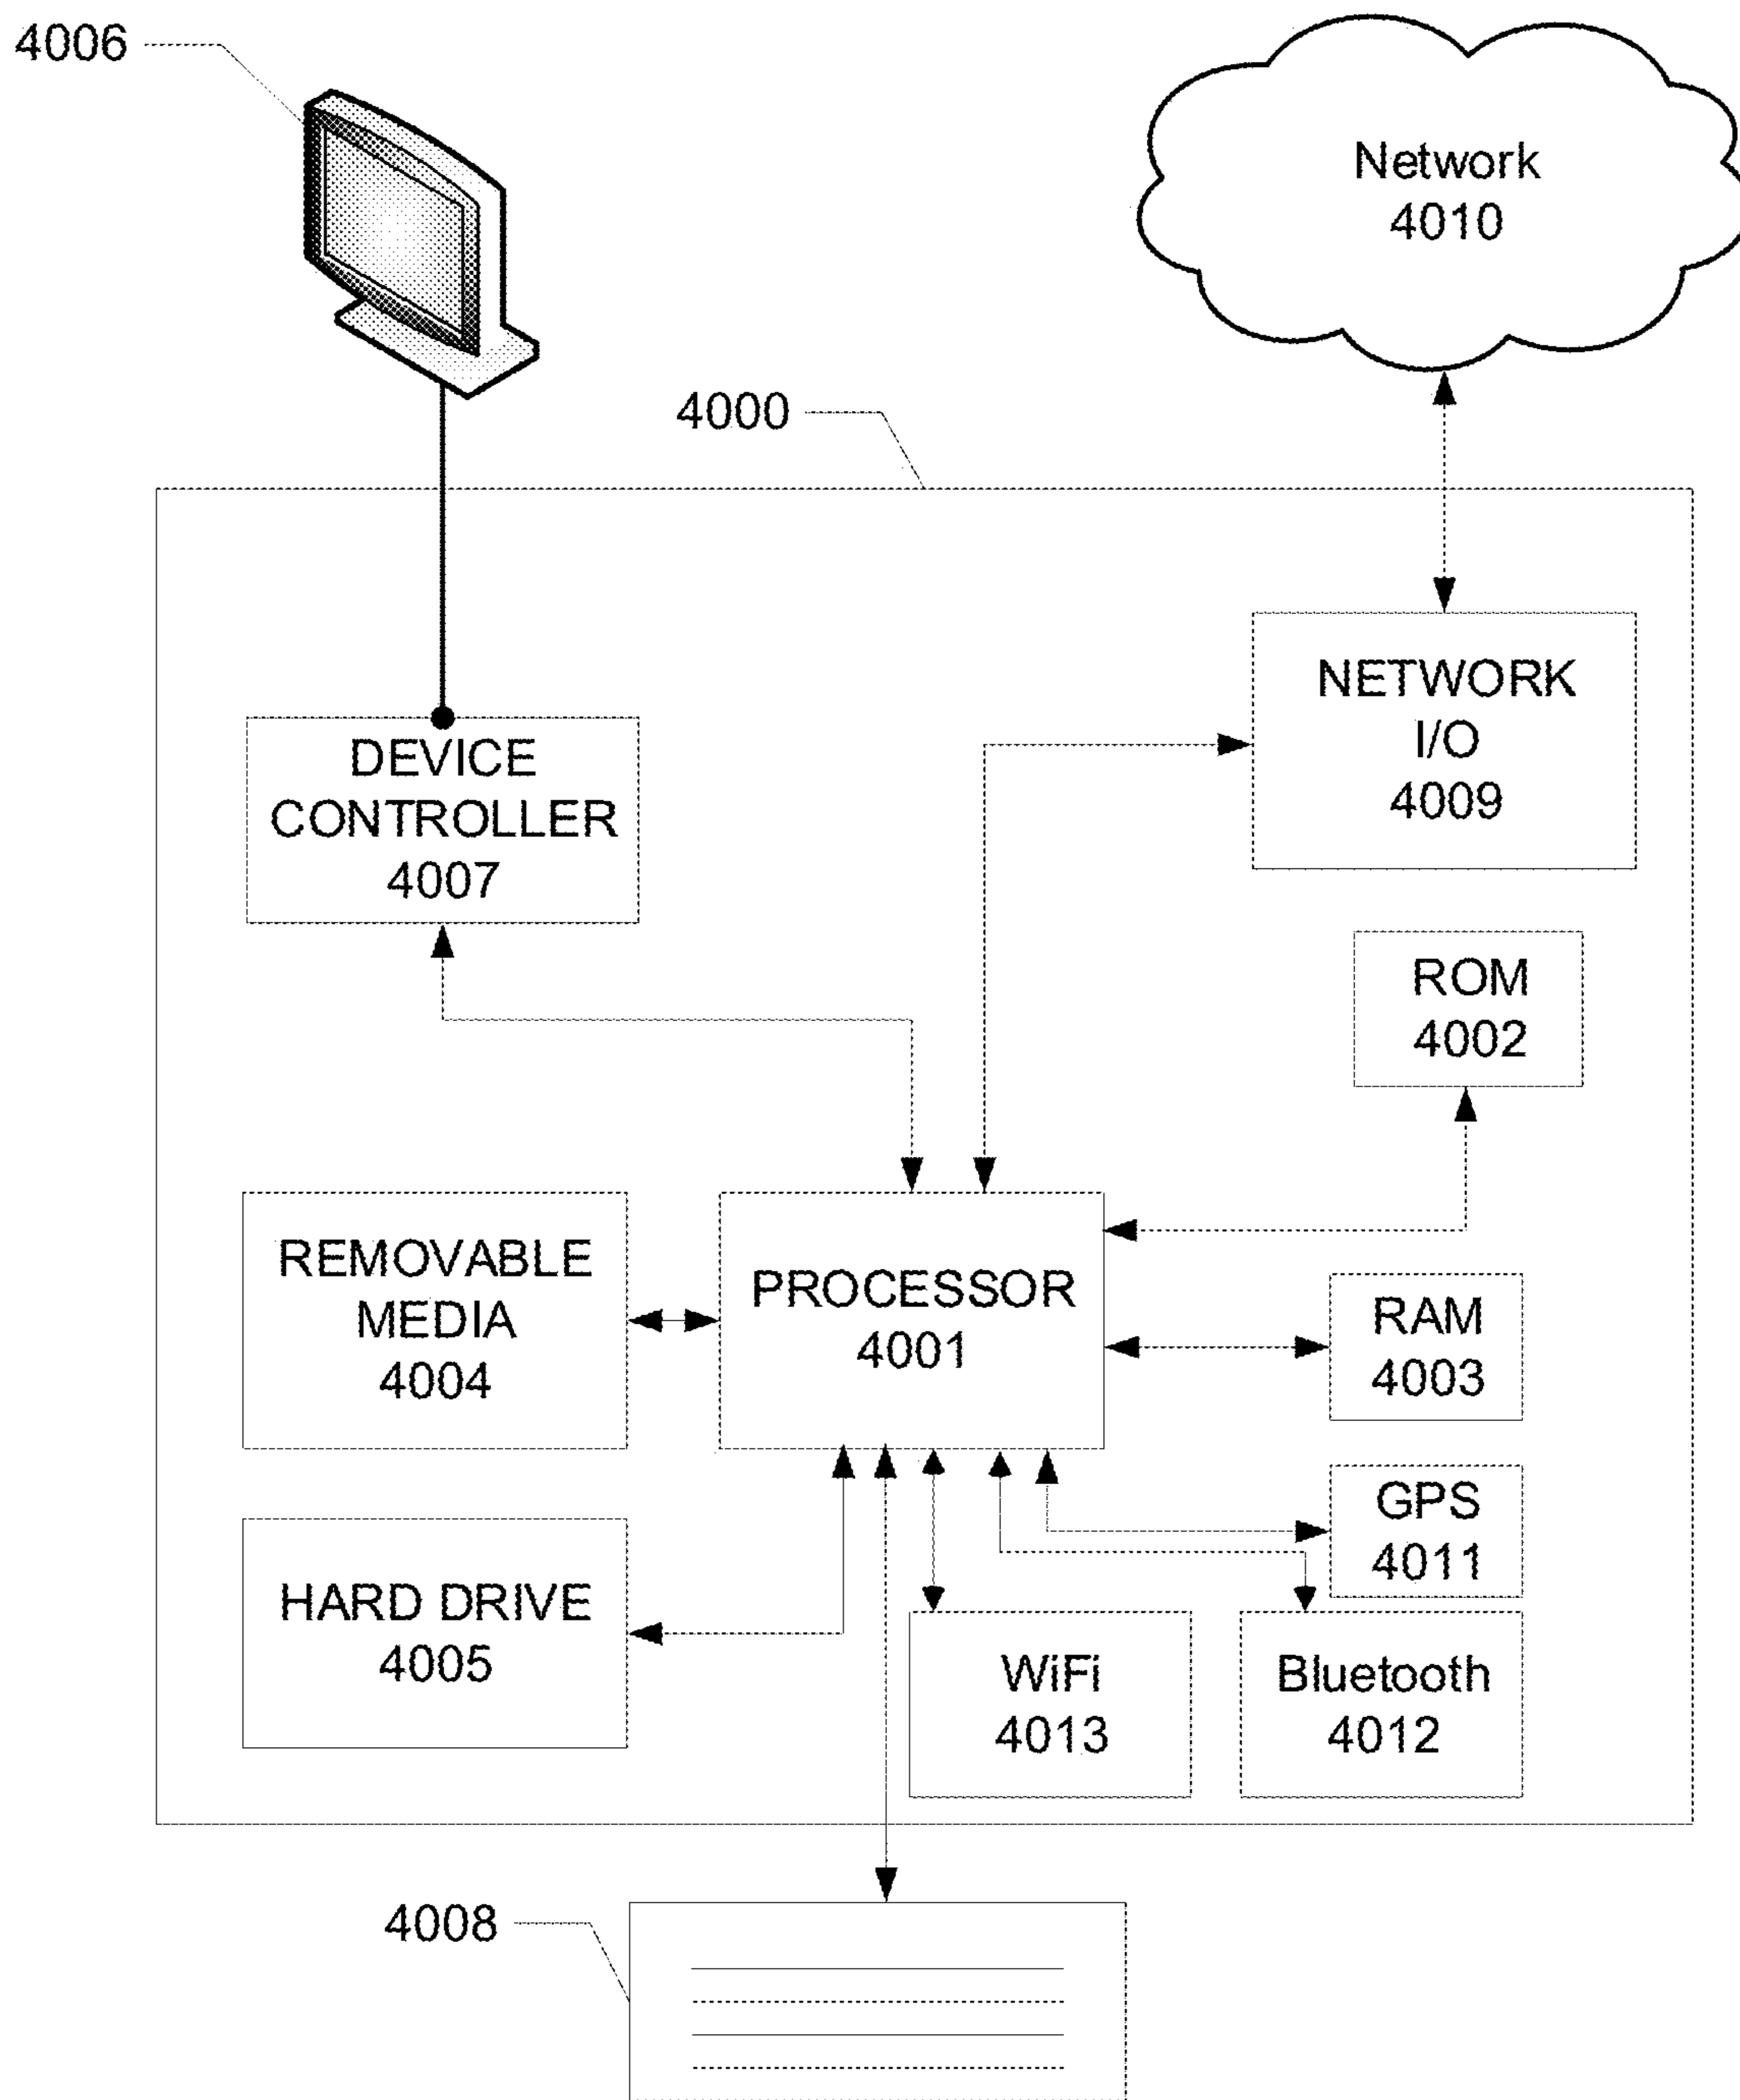 4006
Network
4010
4000
NETWORK
I/O
4009
DEVICE
CONTROLLER
4007
ROM
4002
REMOVABLE
MEDIA
4004
PROCESSOR
4001
RAM
4003
GPS
4011
HARD DRIVE
4005
WiFi
4013
Bluetooth
4012
4008